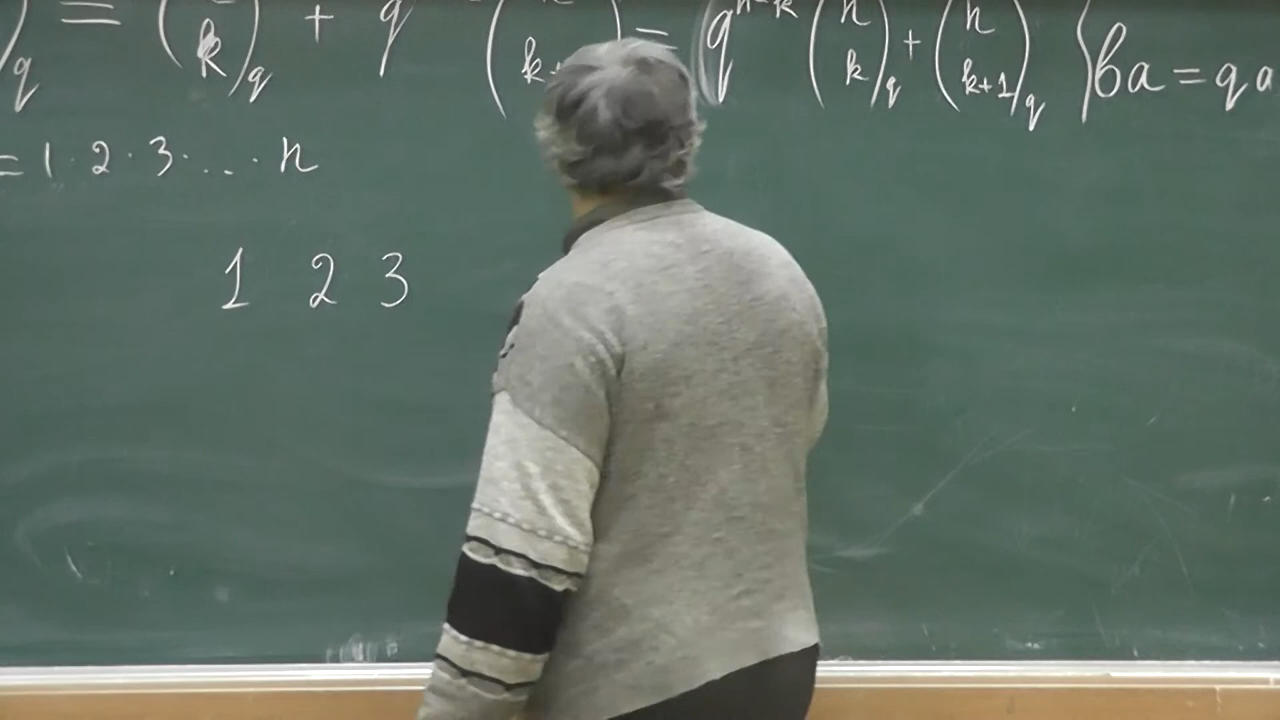 )_q = (k)_q + q ( k+ ) = (q^{n-k} (n k)_q + (n k+1)_q { ba = qa
= 1 · 2 · 3 · ... · n
1 2 3